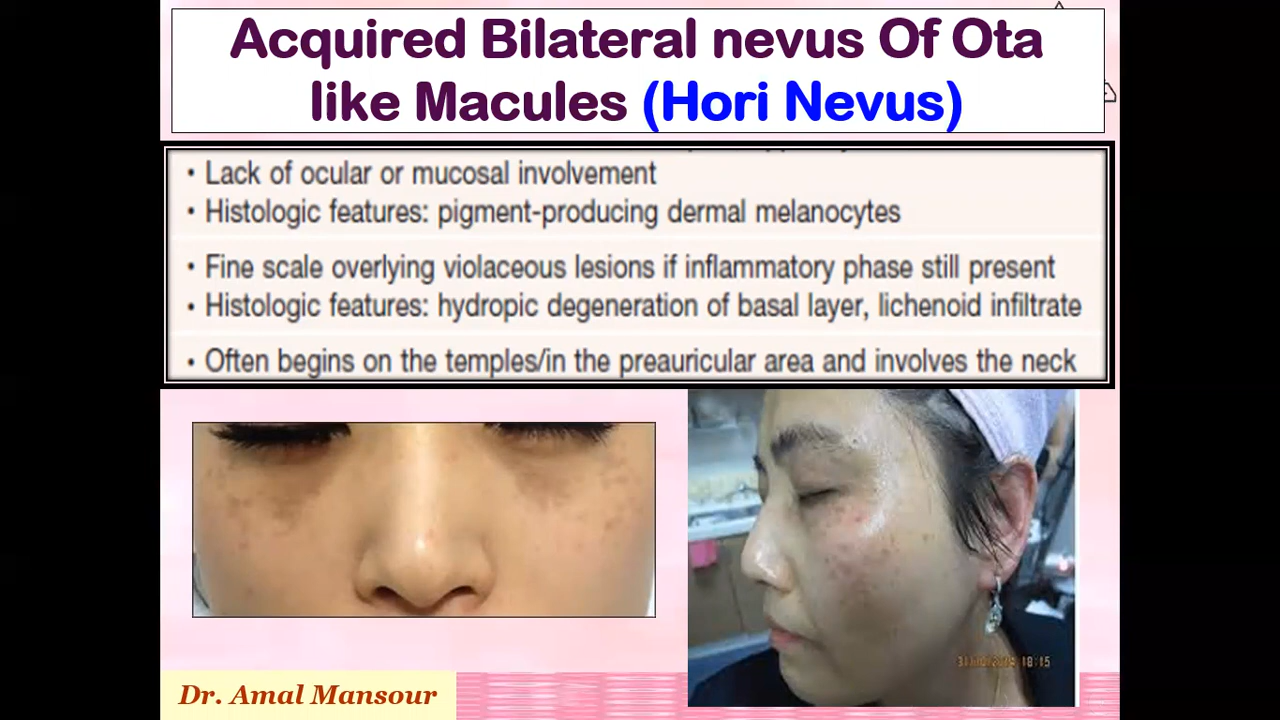 Acquired Bilateral nevus Of Ota
like Macules (Hori Nevus)
• Lack of ocular or mucosal involvement
• Histologic features: pigment-producing dermal melanocytes
• Fine scale overlying violaceous lesions if inflammatory phase still present
• Histologic features: hydropic degeneration of basal layer, lichenoid infiltrate
• Often begins on the temples/in the preauricular area and involves the neck
Dr. Amal Mansour